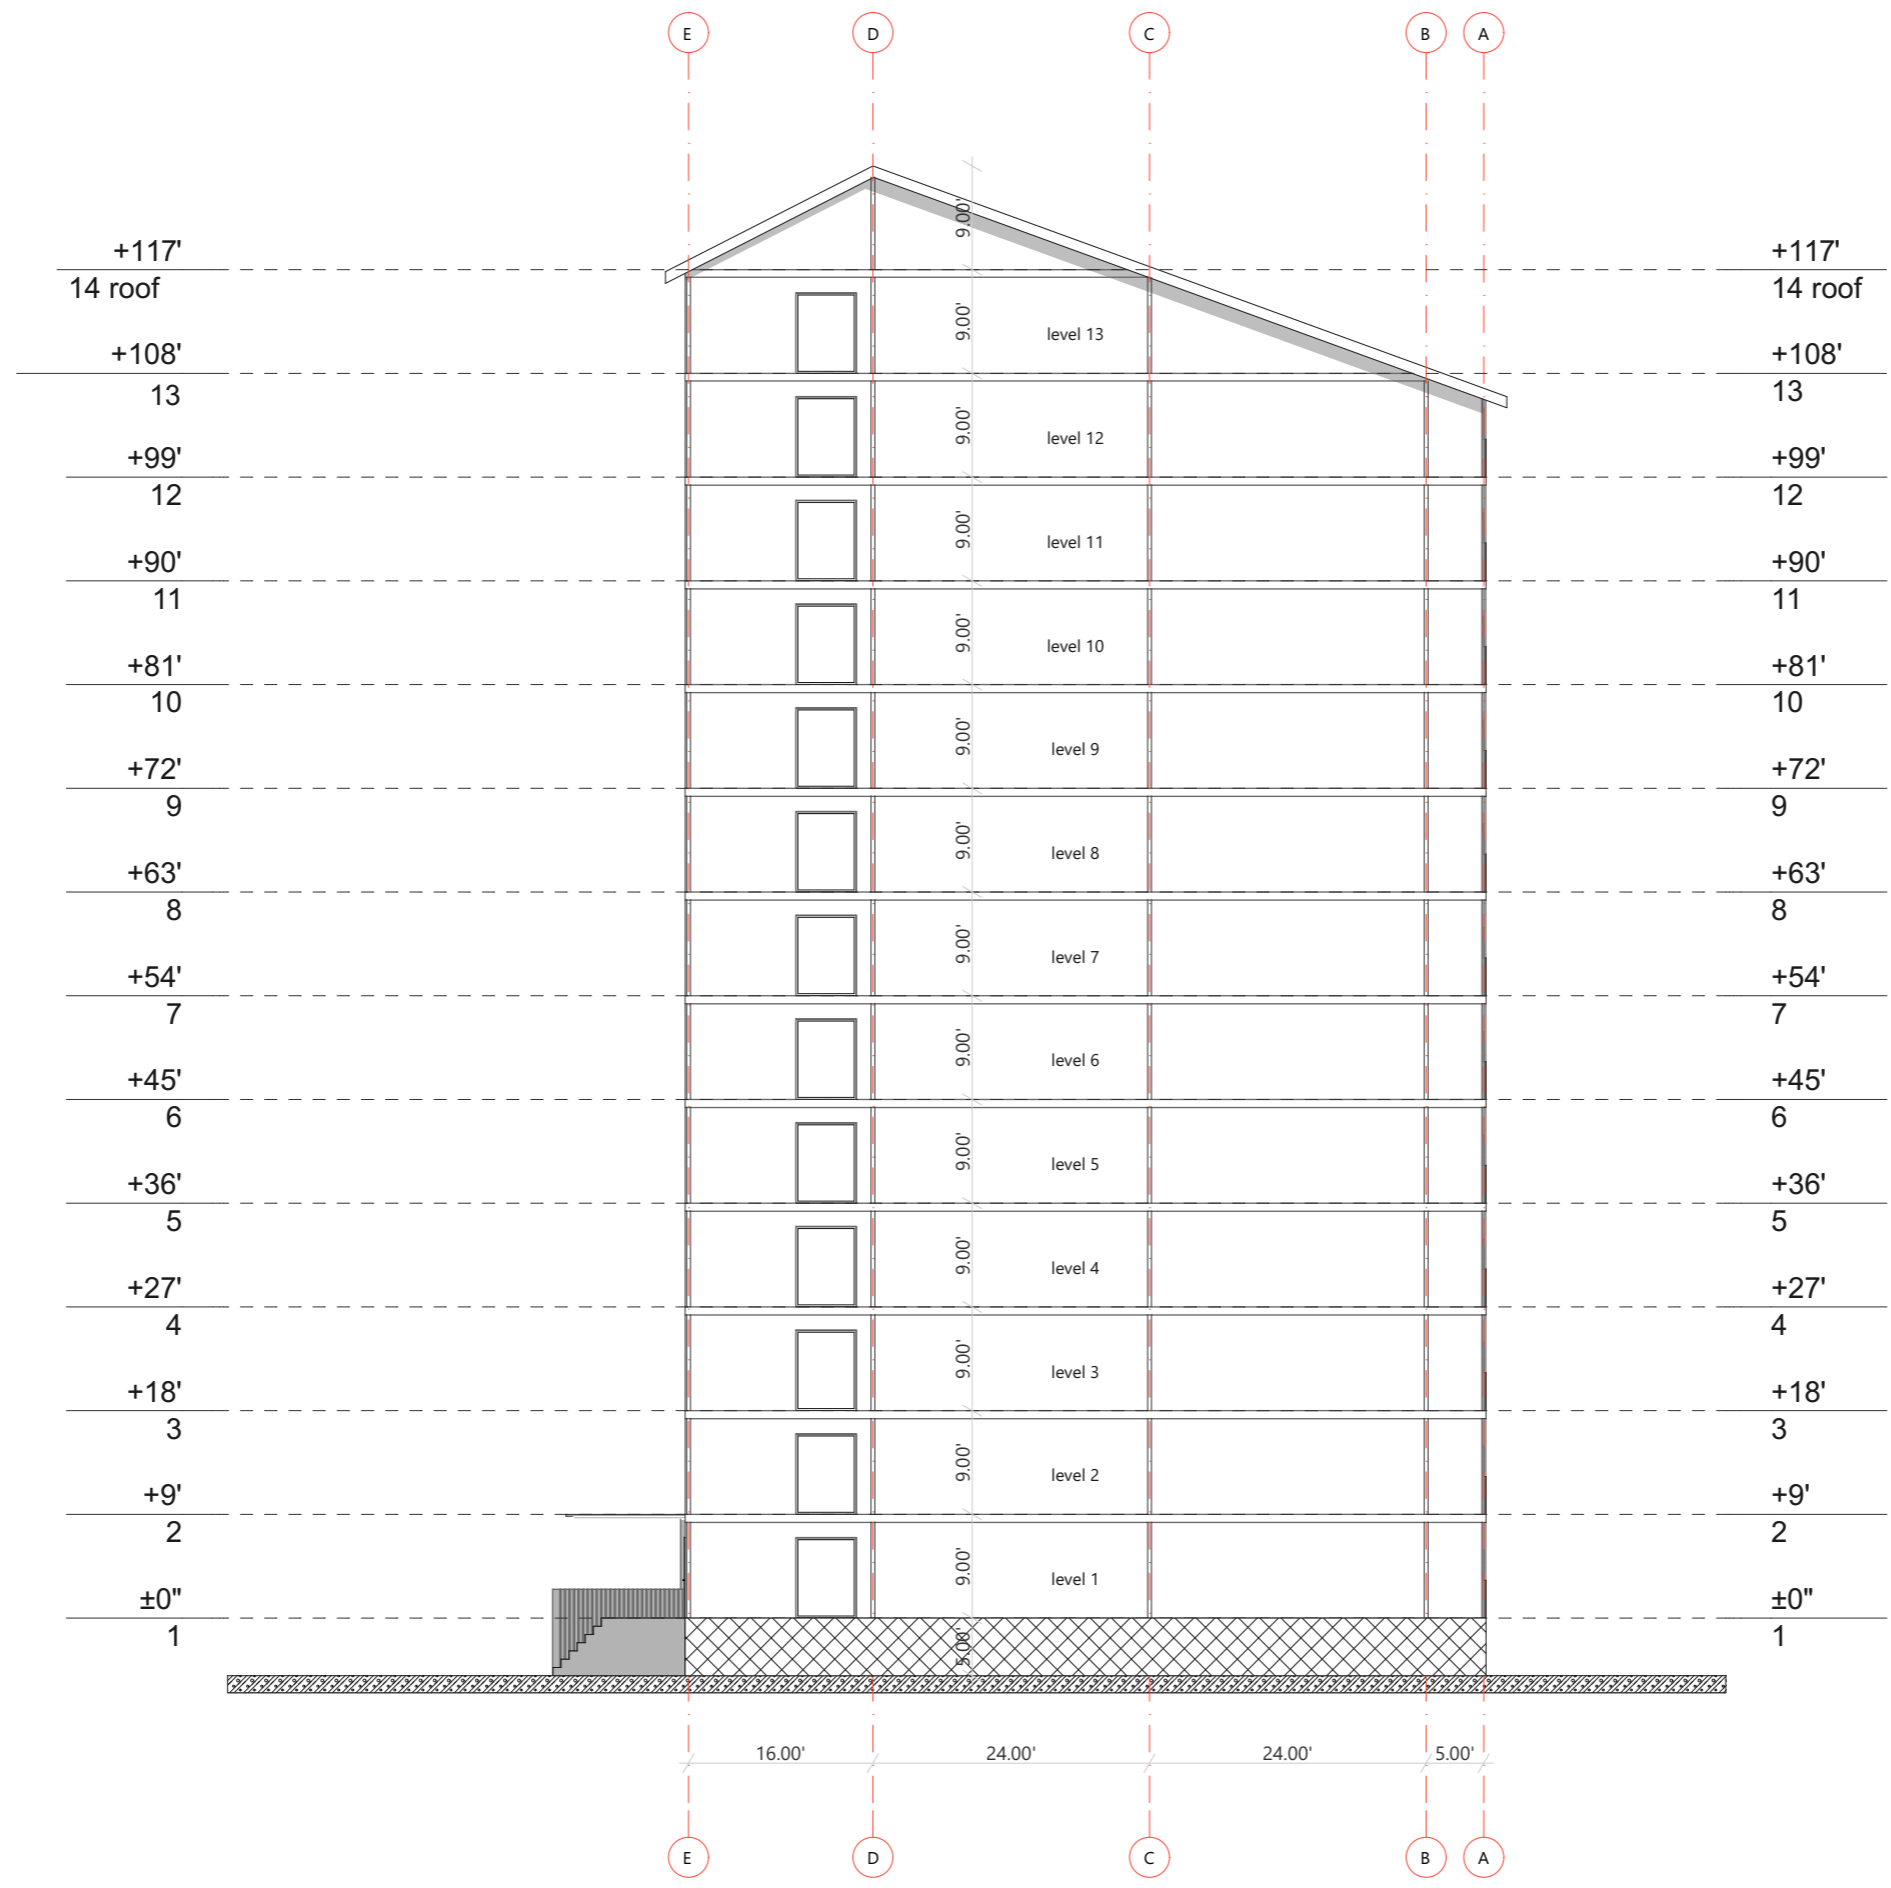 E D C B A
9.00'
+117' +117'
14 roof 14 roof
9.00' level 13
+108' +108'
13 13
9.00' level 12
+99' +99'
12 12
9.00' level 11
+90' +90'
11 11
9.00' level 10
+81' +81'
10 10
9.00' level 9
+72' +72'
9 9
9.00' level 8
+63' +63'
8 8
9.00' level 7
+54' +54'
7 7
9.00' level 6
+45' +45'
6 6
9.00' level 5
+36' +36'
5 5
9.00' level 4
+27' +27'
4 4
9.00' level 3
+18' +18'
3 3
9.00' level 2
+9' +9'
2 2
9.00' level 1
±0" ±0"
1 1
5.00'
16.00' 24.00' 24.00' 5.00'
E D C B A